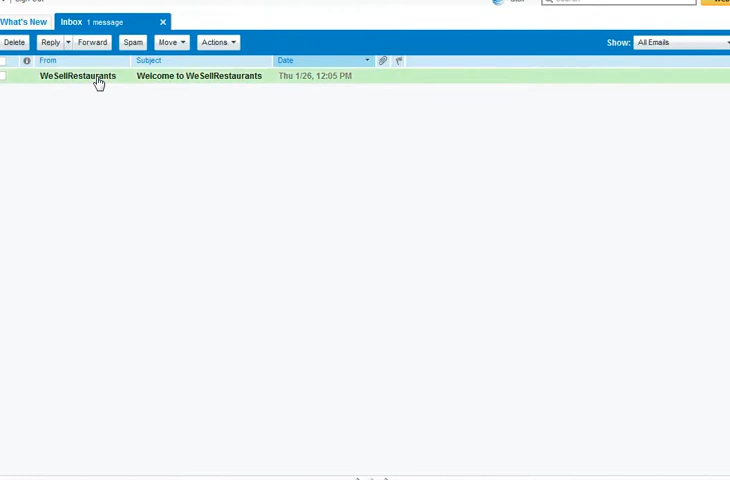 What's New Inbox 1 message
Delete Reply Forward Spam Move Actions Show: All Emails
From Subject Date
WeSellRestaurants Welcome to WeSellRestaurants Thu 1/26, 12:05 PM